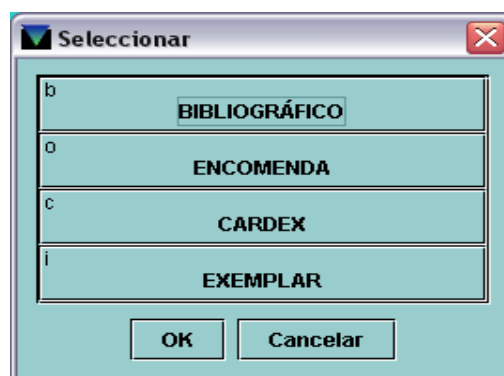 Seleccionar
b
BIBLIOGRÁFICO
o
ENCOMENDA
c
CARDEX
i
EXEMPLAR
OK Cancelar